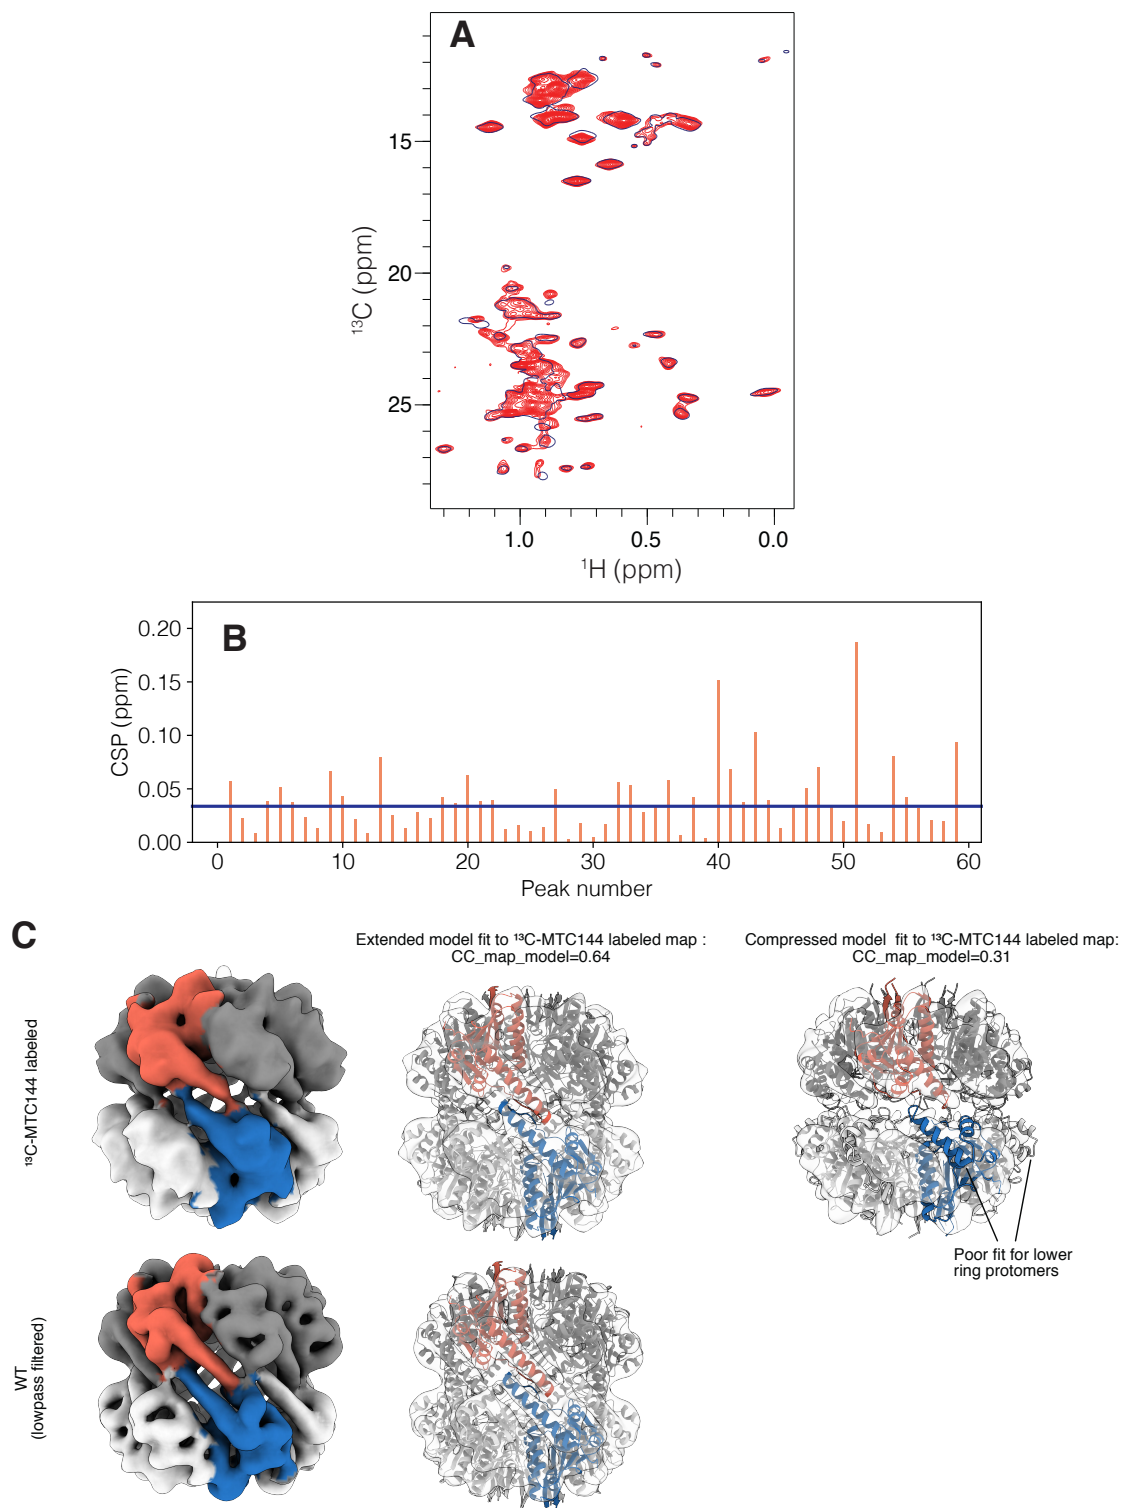 A
15
20
25
¹³C (ppm)
1.0 0.5 0.0
¹H (ppm)
B
0.20
0.15
0.10
0.05
0.00
CSP (ppm)
0 10 20 30 40 50 60
Peak number
C
Extended model fit to ¹³C-MTC144 labeled map :
CC_map_model=0.64
Compressed model fit to ¹³C-MTC144 labeled map:
CC_map_model=0.31
¹³C-MTC144 labeled
Poor fit for lower
ring protomers
WT
(lowpass filtered)